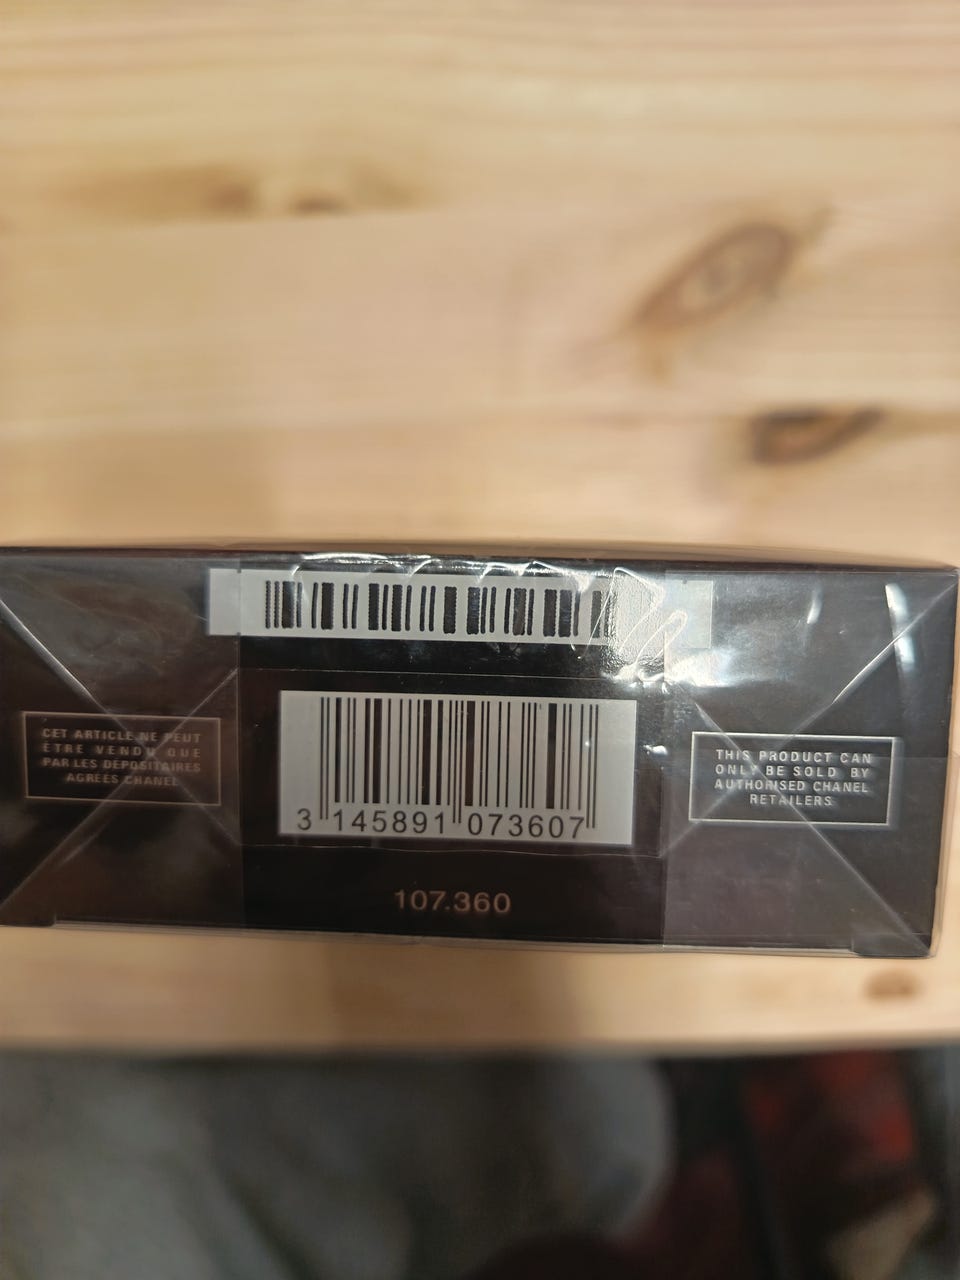 CET ARTICLE NE PEUT
ÊTRE VENDU QUE
PAR LES DÉPOSITAIRES
AGRÉÉS CHANEL
3 145891 073607
107.360
THIS PRODUCT CAN
ONLY BE SOLD BY
AUTHORISED CHANEL
RETAILERS